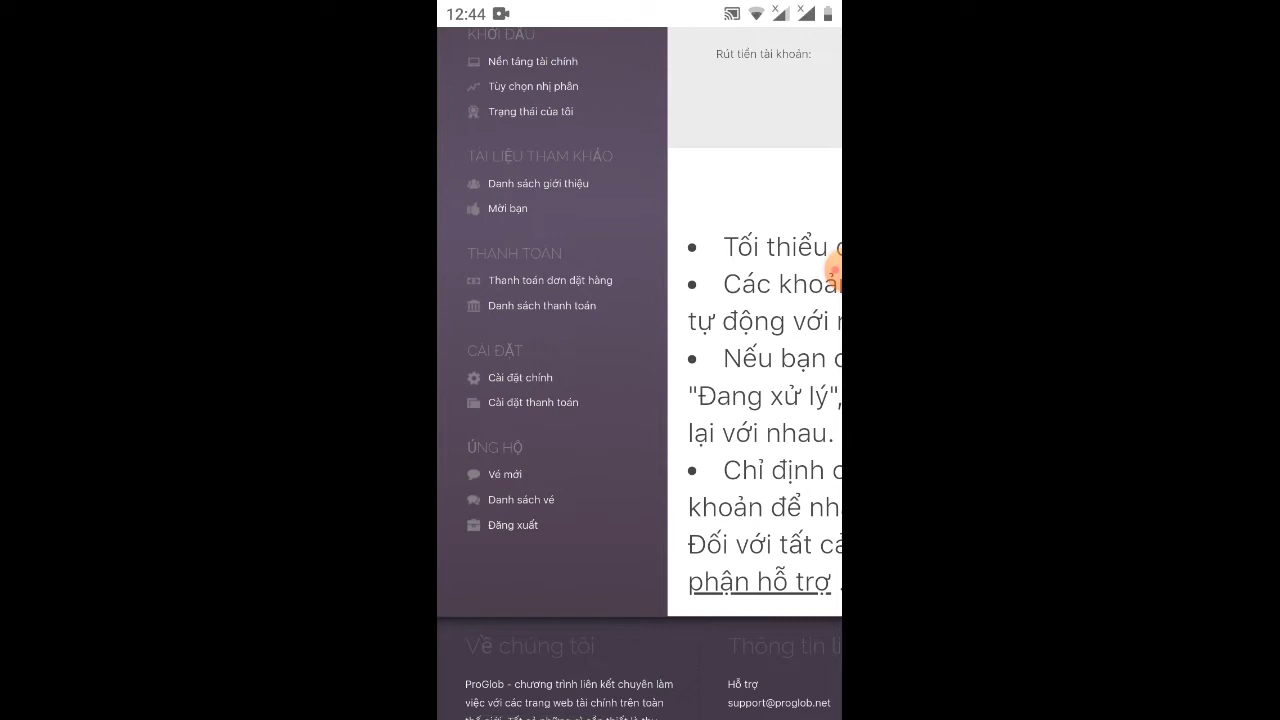 12:44
KHỞI ĐẦU
Nền tảng tài chính
Tùy chọn nhị phân
Trạng thái của tôi
TÀI LIỆU THAM KHẢO
Danh sách giới thiệu
Mời bạn
THANH TOÁN
Thanh toán đơn đặt hàng
Danh sách thanh toán
CÀI ĐẶT
Cài đặt chính
Cài đặt thanh toán
ỦNG HỘ
Vé mới
Danh sách vé
Đăng xuất
Rút tiền tài khoản:
Tối thiểu
Các khoả
tự động với
Nếu bạn
"Đang xử lý",
lại với nhau.
Chỉ định
khoản để nh
Đối với tất cả
phận hỗ trợ .
Về chúng tôi
ProGlob - chương trình liên kết chuyên làm
việc với các trang web tài chính trên toàn
Thông tin li
Hỗ trợ
support@proglob.net